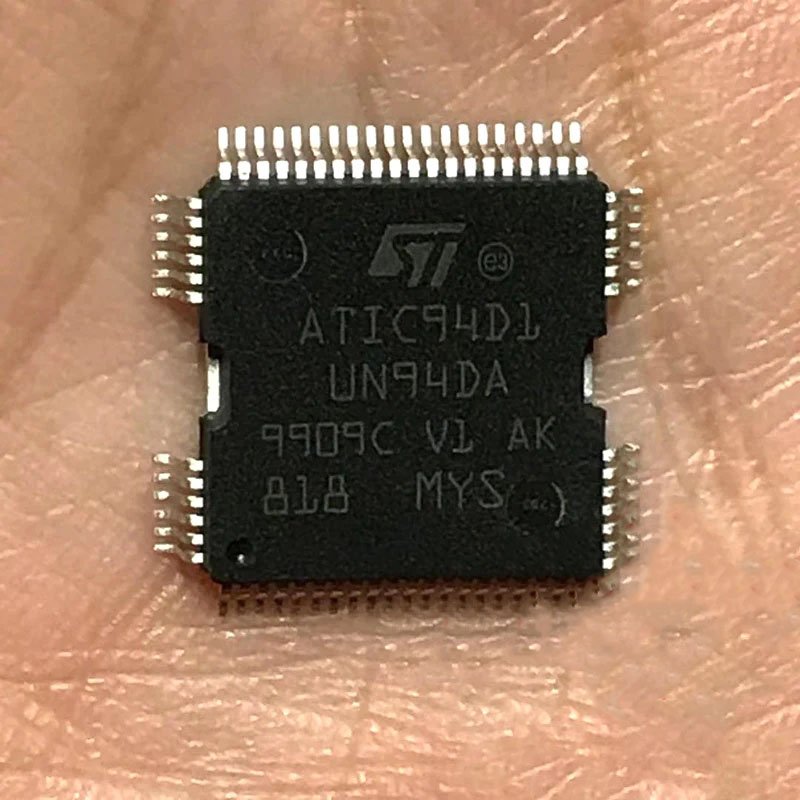 ST
e3
ATIC94D1
UN94DA
9909C V1 AK
818 MYS